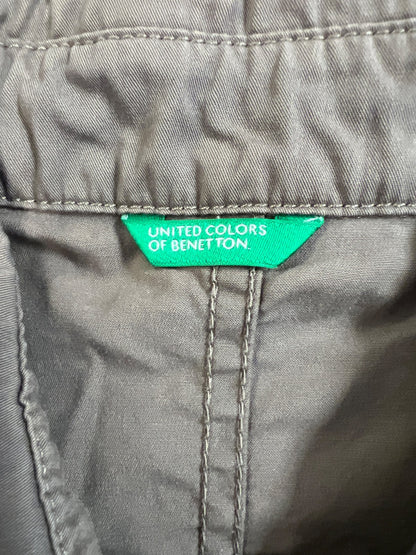 UNITED COLORS
OF BENETTON.